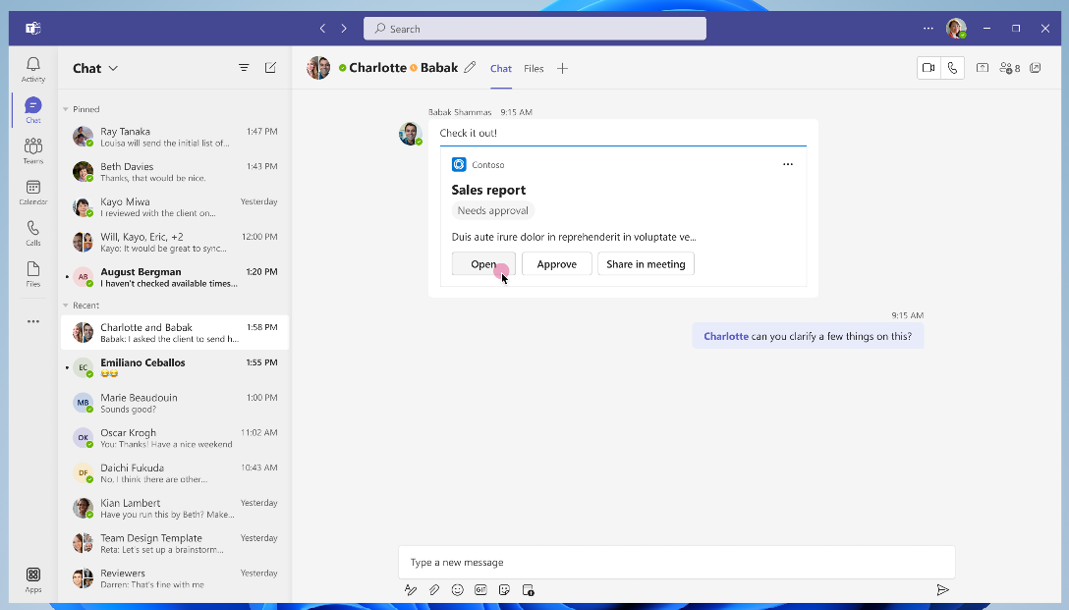 Search
Activity
Chat
Teams
Calendar
Calls
Files
Apps
Chat
Pinned
Ray Tanaka 1:47 PM
Louisa will send the initial list of...
Beth Davies 1:43 PM
Thanks, that would be nice.
Kayo Miwa Yesterday
I reviewed with the client on...
Will, Kayo, Eric, +2 12:00 PM
Kayo: It would be great to sync...
AB
August Bergman 1:20 PM
I haven't checked available times...
Recent
Charlotte and Babak 1:58 PM
Babak: I asked the client to send h...
EC
Emiliano Ceballos 1:55 PM
MB
Marie Beaudouin 1:00 PM
Sounds good?
OK
Oscar Krogh 11:02 AM
You: Thanks! Have a nice weekend
DF
Daichi Fukuda 10:43 AM
No, I think there are other...
Kian Lambert Yesterday
Have you run this by Beth? Make...
Team Design Template Yesterday
Reta: Let's set up a brainstorm...
Reviewers Yesterday
Darren: That's fine with me
Charlotte Babak Chat Files
8
Babak Shammas 9:15 AM
Check it out!
Contoso
Sales report
Needs approval
Duis aute irure dolor in reprehenderit in voluptate ve...
Open Approve Share in meeting
9:15 AM
Charlotte can you clarify a few things on this?
Type a new message
GIF